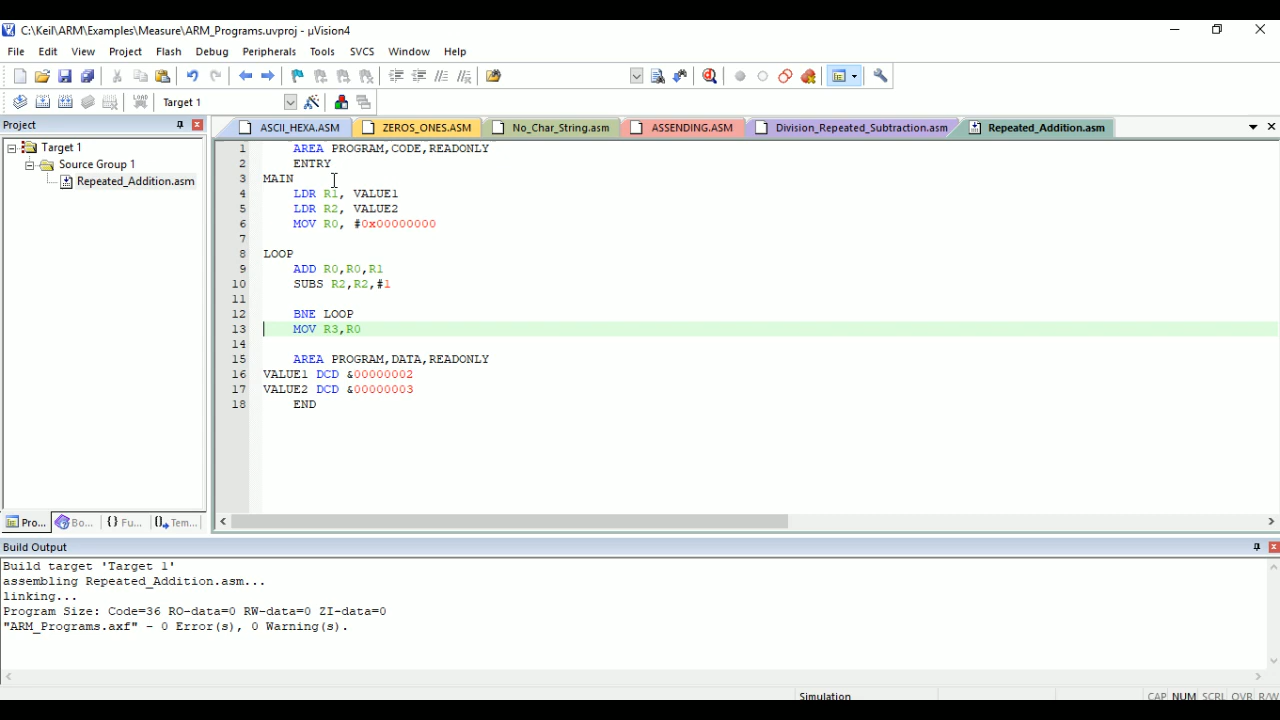 C:\Keil\ARM\Examples\Measure\ARM_Programs.uvproj - µVision4
File Edit View Project Flash Debug Peripherals Tools SVCS Window Help
Target 1
Project
ASCII_HEXA.ASM ZEROS_ONES.ASM No_Char_String.asm ASSENDING.ASM Division_Repeated_Subtraction.asm Repeated_Addition.asm
Target 1
Source Group 1
Repeated_Addition.asm
1 AREA PROGRAM,CODE,READONLY
2 ENTRY
3 MAIN
4 LDR R1, VALUE1
5 LDR R2, VALUE2
6 MOV R0, #0x00000000
7
8 LOOP
9 ADD R0,R0,R1
10 SUBS R2,R2,#1
11
12 BNE LOOP
13 MOV R3,R0
14
15 AREA PROGRAM,DATA,READONLY
16 VALUE1 DCD &00000002
17 VALUE2 DCD &00000003
18 END
Pro... Bo... {} Fu... Tem...
Build Output
Build target 'Target 1'
assembling Repeated_Addition.asm...
linking...
Program Size: Code=36 RO-data=0 RW-data=0 ZI-data=0
"ARM_Programs.axf" - 0 Error(s), 0 Warning(s).
Simulation CAP NUM SCRL OVR R/W